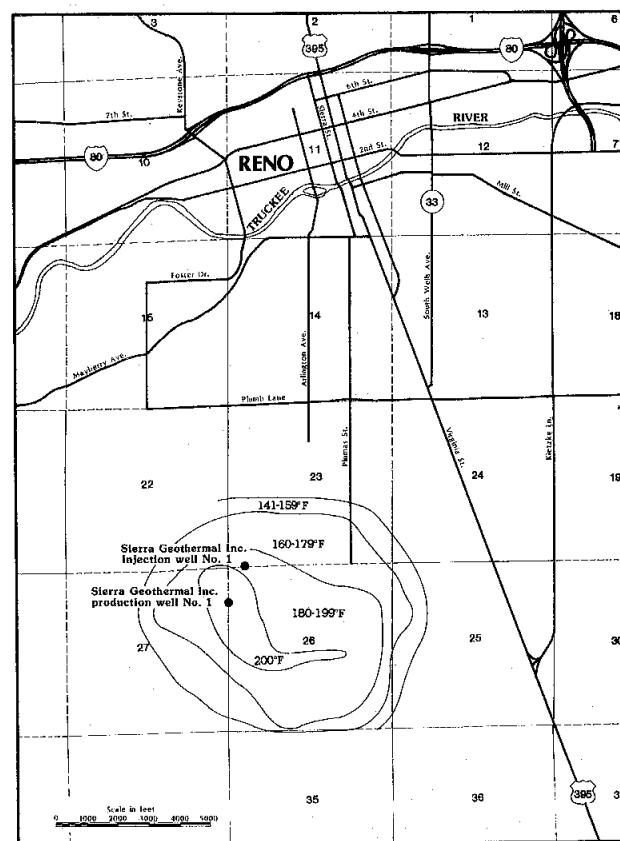 3
2
1
6
395
80
Keystone Ave.
6th St.
7th St.
Sierra St.
4th St.
RIVER
80
10
RENO
11
2nd St.
12
7
TRUCKEE
33
Mill St.
Foster Dr.
15
14
13
18
Arlington Ave.
South Wells Ave.
Mayberry Ave.
Plumb Lane
Plumas St.
Virginia St.
Kietzke Ln.
22
23
24
19
141-159°F
160-179°F
Sierra Geothermal Inc.
Injection well No. 1
Sierra Geothermal Inc.
production well No. 1
180-199°F
26
25
30
27
200°F
35
36
3
395
Scale in feet
0 1000 2000 3000 4000 5000